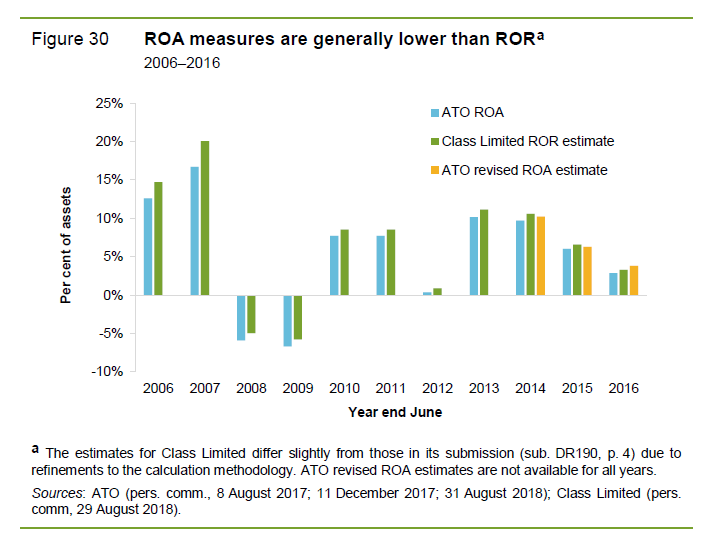 Figure 30 ROA measures are generally lower than RORa
2006–2016
25%
20%
15%
10%
5%
0%
-5%
-10%
Per cent of assets
ATO ROA
Class Limited ROR estimate
ATO revised ROA estimate
2006 2007 2008 2009 2010 2011 2012 2013 2014 2015 2016
Year end June
a The estimates for Class Limited differ slightly from those in its submission (sub. DR190, p. 4) due to
refinements to the calculation methodology. ATO revised ROA estimates are not available for all years.
Sources: ATO (pers. comm., 8 August 2017; 11 December 2017; 31 August 2018); Class Limited (pers.
comm, 29 August 2018).